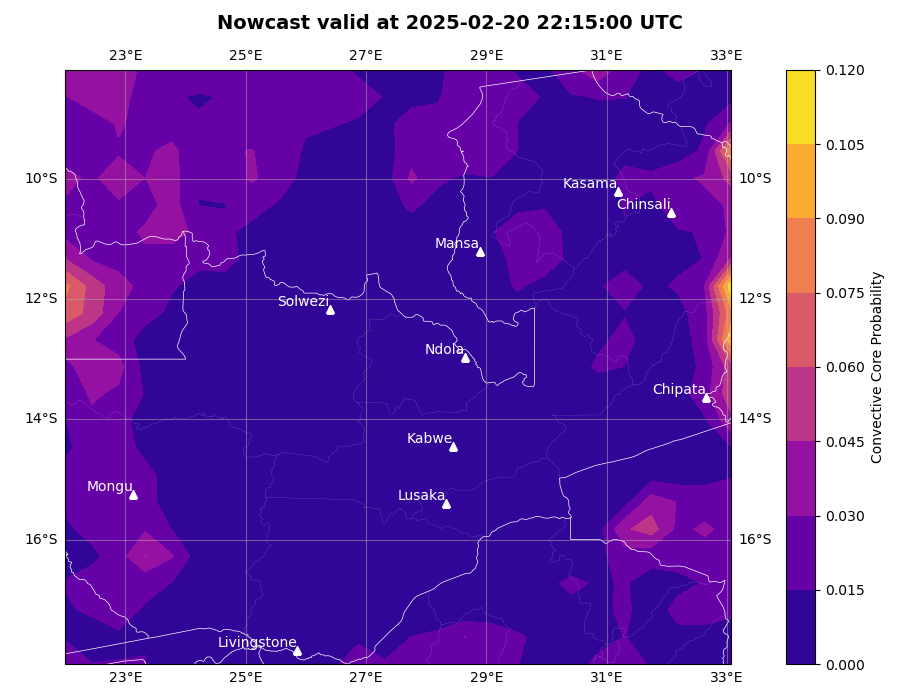 Nowcast valid at 2025-02-20 22:15:00 UTC
23°E 25°E 27°E 29°E 31°E 33°E
0.120
0.105
0.090
0.075
0.060
0.045
0.030
0.015
0.000
Convective Core Probability
10°S 10°S
12°S 12°S
14°S 14°S
16°S 16°S
Kasama
Chinsali
Mansa
Solwezi
Ndola
Chipata
Kabwe
Mongu
Lusaka
Livingstone
23°E 25°E 27°E 29°E 31°E 33°E